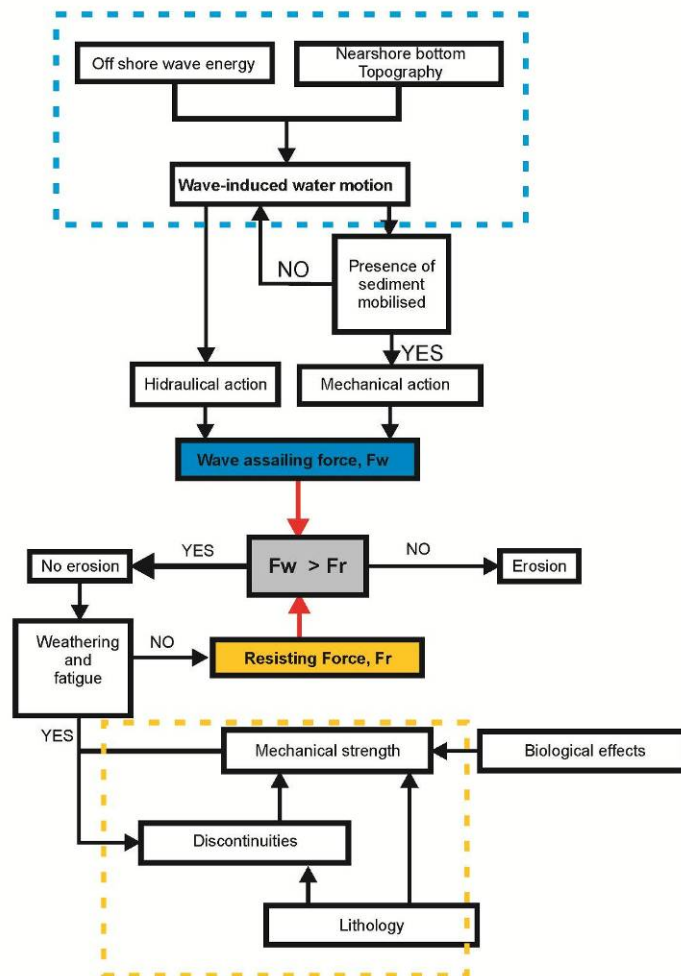 Off shore wave energy
Nearshore bottom
Topography
Wave-induced water motion
NO
Presence of
sediment
mobilised
YES
Hidraulical action
Mechanical action
Wave assailing force, Fw
YES
Fw > Fr
NO
No erosion
Erosion
Weathering
and
fatigue
NO
Resisting Force, Fr
YES
Mechanical strength
Biological effects
Discontinuities
Lithology